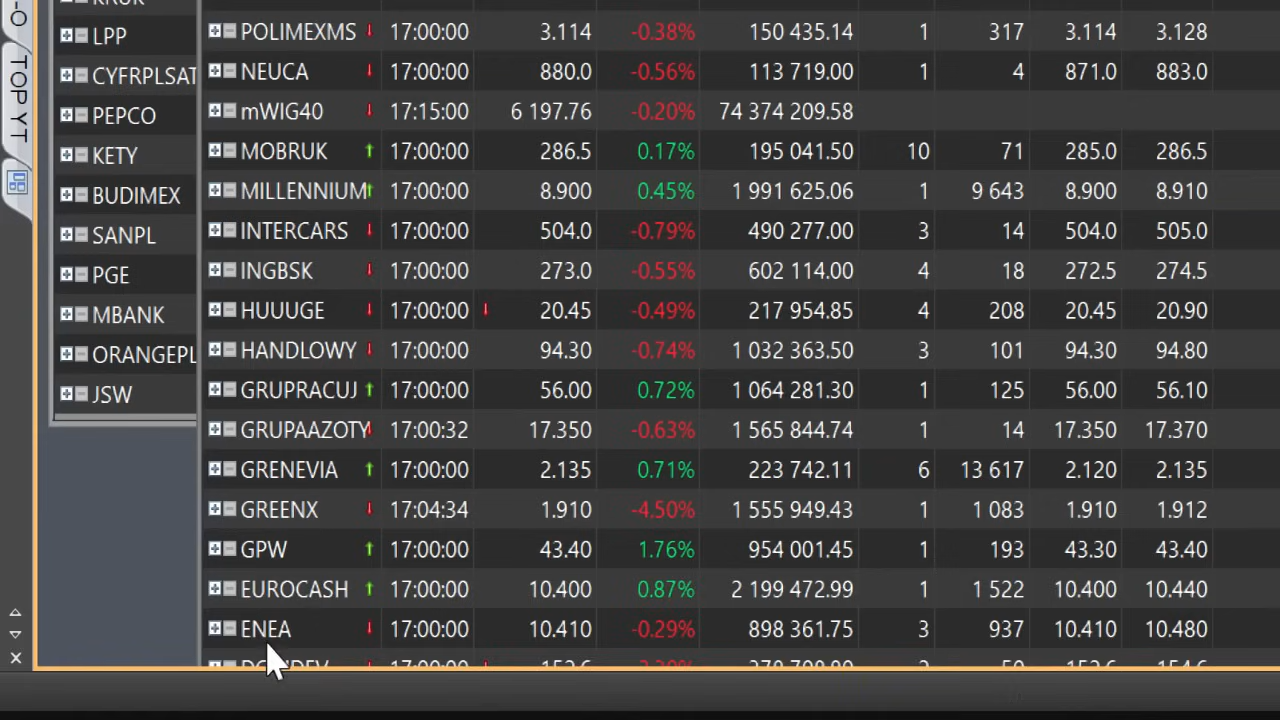 -O
TOP YT
KRUK
LPP
CYFRPLSAT
PEPCO
KETY
BUDIMEX
SANPL
PGE
MBANK
ORANGEPL
JSW
POLIMEXMS 17:00:00 3.114 -0.38% 150 435.14 1 317 3.114 3.128
NEUCA 17:00:00 880.0 -0.56% 113 719.00 1 4 871.0 883.0
mWIG40 17:15:00 6 197.76 -0.20% 74 374 209.58
MOBRUK 17:00:00 286.5 0.17% 195 041.50 10 71 285.0 286.5
MILLENNIUM 17:00:00 8.900 0.45% 1 991 625.06 1 9 643 8.900 8.910
INTERCARS 17:00:00 504.0 -0.79% 490 277.00 3 14 504.0 505.0
INGBSK 17:00:00 273.0 -0.55% 602 114.00 4 18 272.5 274.5
HUUUGE 17:00:00 20.45 -0.49% 217 954.85 4 208 20.45 20.90
HANDLOWY 17:00:00 94.30 -0.74% 1 032 363.50 3 101 94.30 94.80
GRUPRACUJ 17:00:00 56.00 0.72% 1 064 281.30 1 125 56.00 56.10
GRUPAAZOTY 17:00:32 17.350 -0.63% 1 565 844.74 1 14 17.350 17.370
GRENEVIA 17:00:00 2.135 0.71% 223 742.11 6 13 617 2.120 2.135
GREENX 17:04:34 1.910 -4.50% 1 555 949.43 1 1 083 1.910 1.912
GPW 17:00:00 43.40 1.76% 954 001.45 1 193 43.30 43.40
EUROCASH 17:00:00 10.400 0.87% 2 199 472.99 1 1 522 10.400 10.440
ENEA 17:00:00 10.410 -0.29% 898 361.75 3 937 10.410 10.480
17:00:00